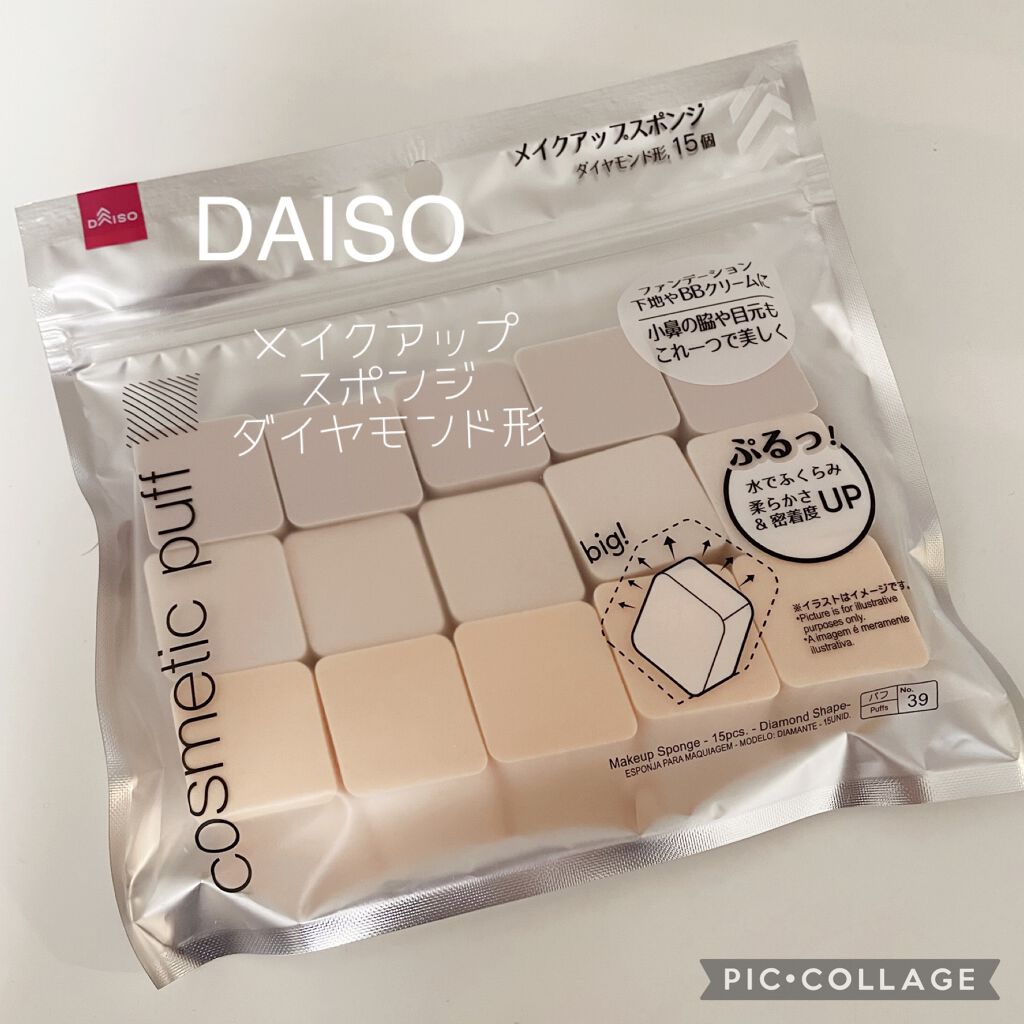 メイクアップスポンジ
ダイヤモンド形, 15個
DAISO
DAISO
メイクアップ
スポンジ
ダイヤモンド形
ファンデーション
下地やBBクリームに
小鼻の脇や目元も
これ一つで美しく
ぷるっ!
水でふくらみ
柔らかさ
&密着度 UP
big!
cosmetic puff
※イラストはイメージです。
•Picture is for illustrative
purposes only.
•A imagem é meramente
ilustrativa.
パフ
Puffs
No.
39
Makeup Sponge - 15pcs. - Diamond Shape-
ESPONJA PARA MAQUIAGEM - MODELO: DIAMANTE - 15UNID.
PIC•COLLAGE